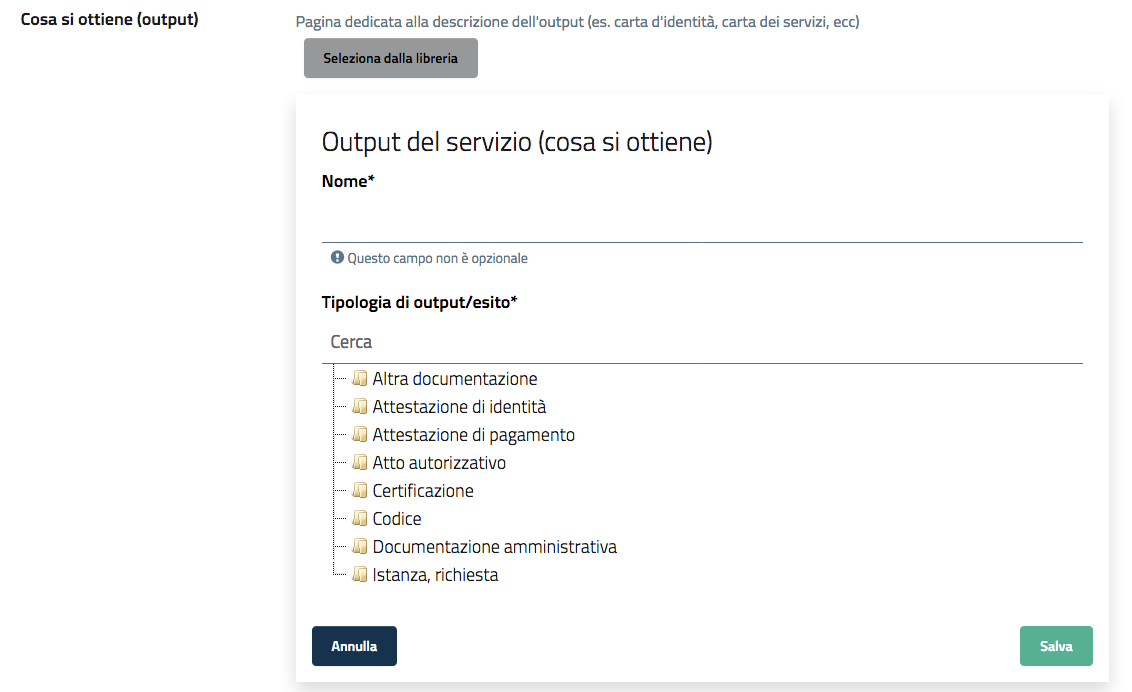 Cosa si ottiene (output)
Pagina dedicata alla descrizione dell'output (es. carta d'identità, carta dei servizi, ecc)
Seleziona dalla libreria
Output del servizio (cosa si ottiene)
Nome*
Questo campo non è opzionale
Tipologia di output/esito*
Cerca
Altra documentazione
Attestazione di identità
Attestazione di pagamento
Atto autorizzativo
Certificazione
Codice
Documentazione amministrativa
Istanza, richiesta
Annulla
Salva